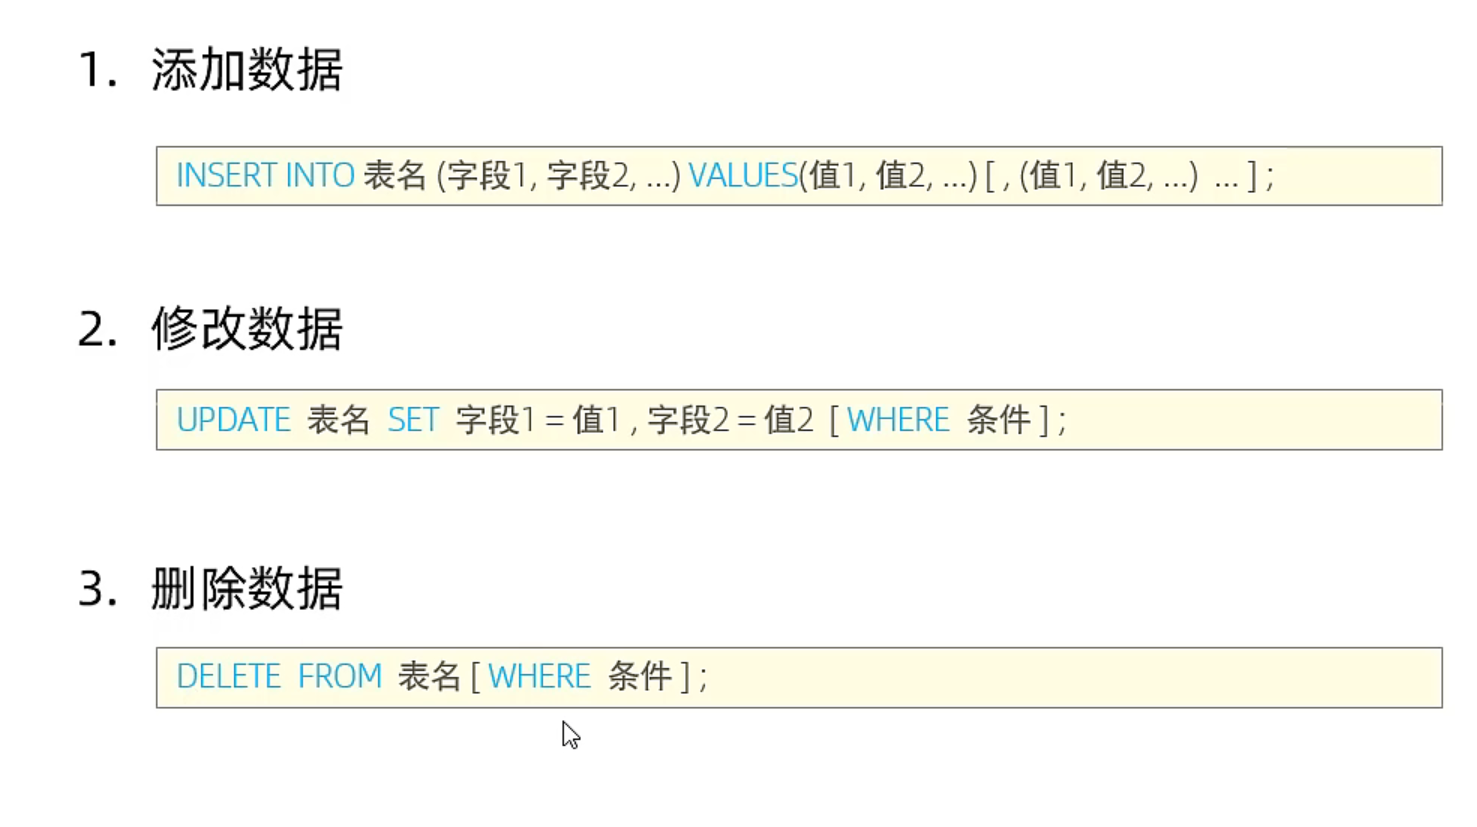 1. 添加数据
INSERT INTO 表名 (字段1, 字段2, ...) VALUES(值1, 值2, ...) [ , (值1, 值2, ...) ... ] ;
2. 修改数据
UPDATE 表名 SET 字段1 = 值1 , 字段2 = 值2 [ WHERE 条件 ] ;
3. 删除数据
DELETE FROM 表名 [ WHERE 条件 ] ;